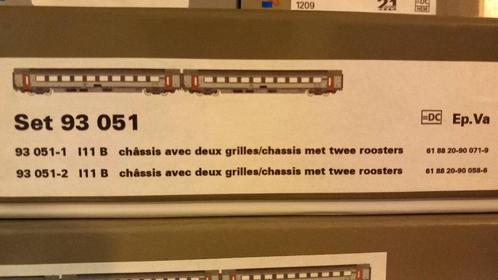 1209
21
=DC
Set 93 051
=DC Ep.Va
93 051-1 I11 B châssis avec deux grilles/chassis met twee roosters 61 88 20-90 071-9
93 051-2 I11 B châssis avec deux grilles/chassis met twee roosters 61 88 20-90 058-6